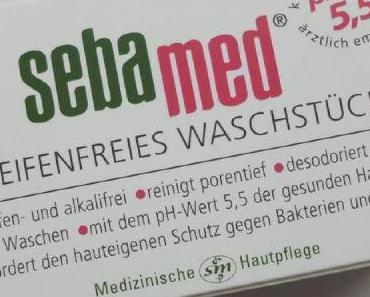 5,5
ärztlich em
sebamed®
EIFENFREIES WASCHSTÜC
fen- und alkalifrei • reinigt porentief • desodoriert
Waschen • mit dem pH-Wert 5,5 der gesunden Ha
ördert den hauteigenen Schutz gegen Bakterien und
Medizinische sm Hautpflege